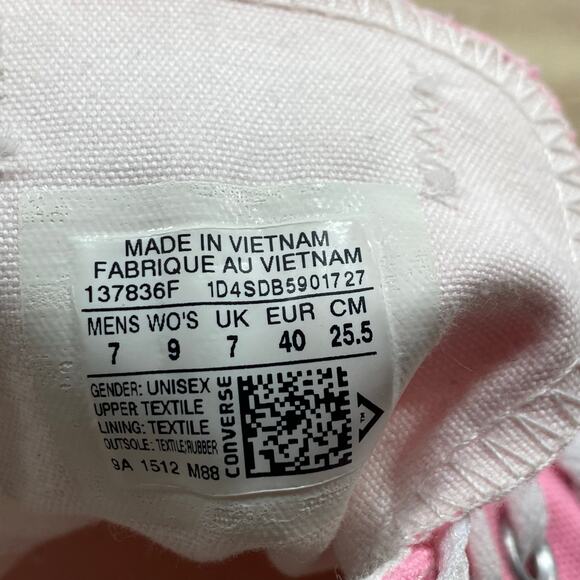 MADE IN VIETNAM
FABRIQUE AU VIETNAM
137836F 1D4SDB5901727
MENS WO'S UK EUR CM
7 9 7 40 25.5
GENDER: UNISEX
UPPER: TEXTILE
LINING: TEXTILE
OUTSOLE: TEXTILE/RUBBER
9A 1512 M88
CONVERSE